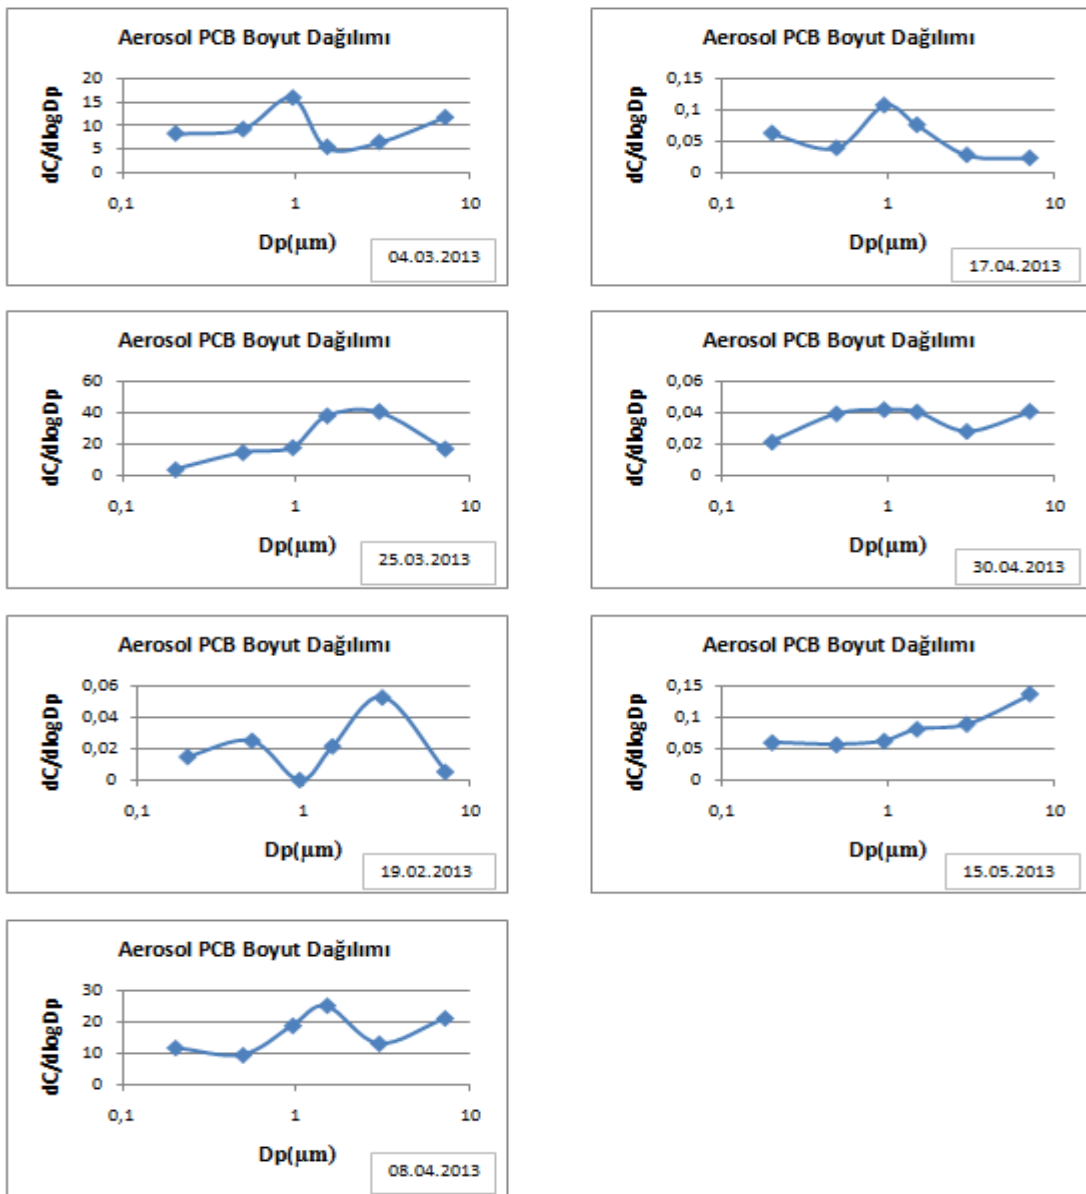 Aerosol PCB Boyut Dağılımı
dC/dlogDp
20
15
10
5
0
0,1
1
10
Dp(µm)
04.03.2013
Aerosol PCB Boyut Dağılımı
dC/dlogDp
0,15
0,1
0,05
0
0,1
1
10
Dp(µm)
17.04.2013
Aerosol PCB Boyut Dağılımı
dC/dlogDp
60
40
20
0
0,1
1
10
Dp(µm)
25.03.2013
Aerosol PCB Boyut Dağılımı
dC/dlogDp
0,06
0,04
0,02
0
0,1
1
10
Dp(µm)
30.04.2013
Aerosol PCB Boyut Dağılımı
dC/dlogDp
0,06
0,04
0,02
0
0,1
1
10
Dp(µm)
19.02.2013
Aerosol PCB Boyut Dağılımı
dC/dlogDp
0,15
0,1
0,05
0
0,1
1
10
Dp(µm)
15.05.2013
Aerosol PCB Boyut Dağılımı
dC/dlogDp
30
20
10
0
0,1
1
10
Dp(µm)
08.04.2013